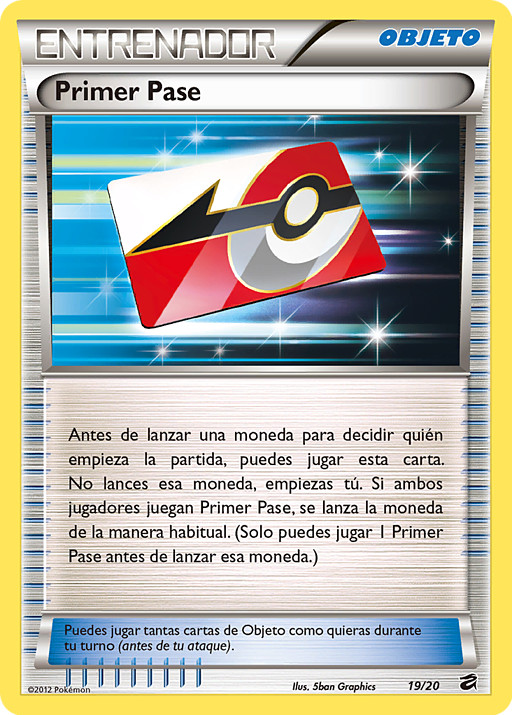 ENTRENADOR
OBJETO
Primer Pase
Antes de lanzar una moneda para decidir quién
empieza la partida, puedes jugar esta carta.
No lances esa moneda, empiezas tú. Si ambos
jugadores juegan Primer Pase, se lanza la moneda
de la manera habitual. (Solo puedes jugar 1 Primer
Pase antes de lanzar esa moneda.)
Puedes jugar tantas cartas de Objeto como quieras durante
tu turno (antes de tu ataque).
©2012 Pokémon
Ilus. 5ban Graphics
19/20